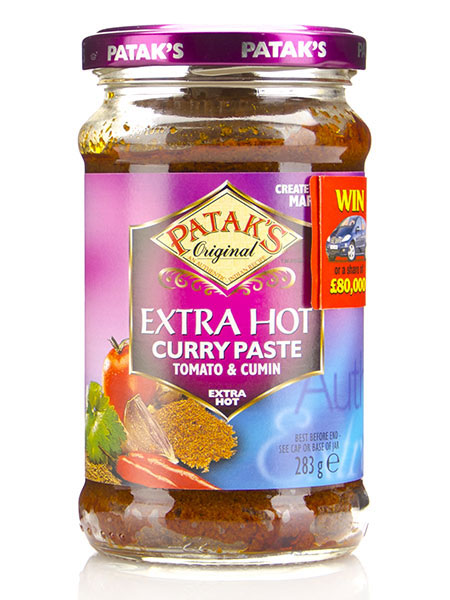 PATAK'S PATAK'S
CREATE
MAR
WIN
or a share of
£80,000
PATAK'S
Original
EXTRA HOT
CURRY PASTE
TOMATO & CUMIN
EXTRA
HOT
Auth
BEST BEFORE END -
SEE CAP OR BASE OF JAR
283 g ℮